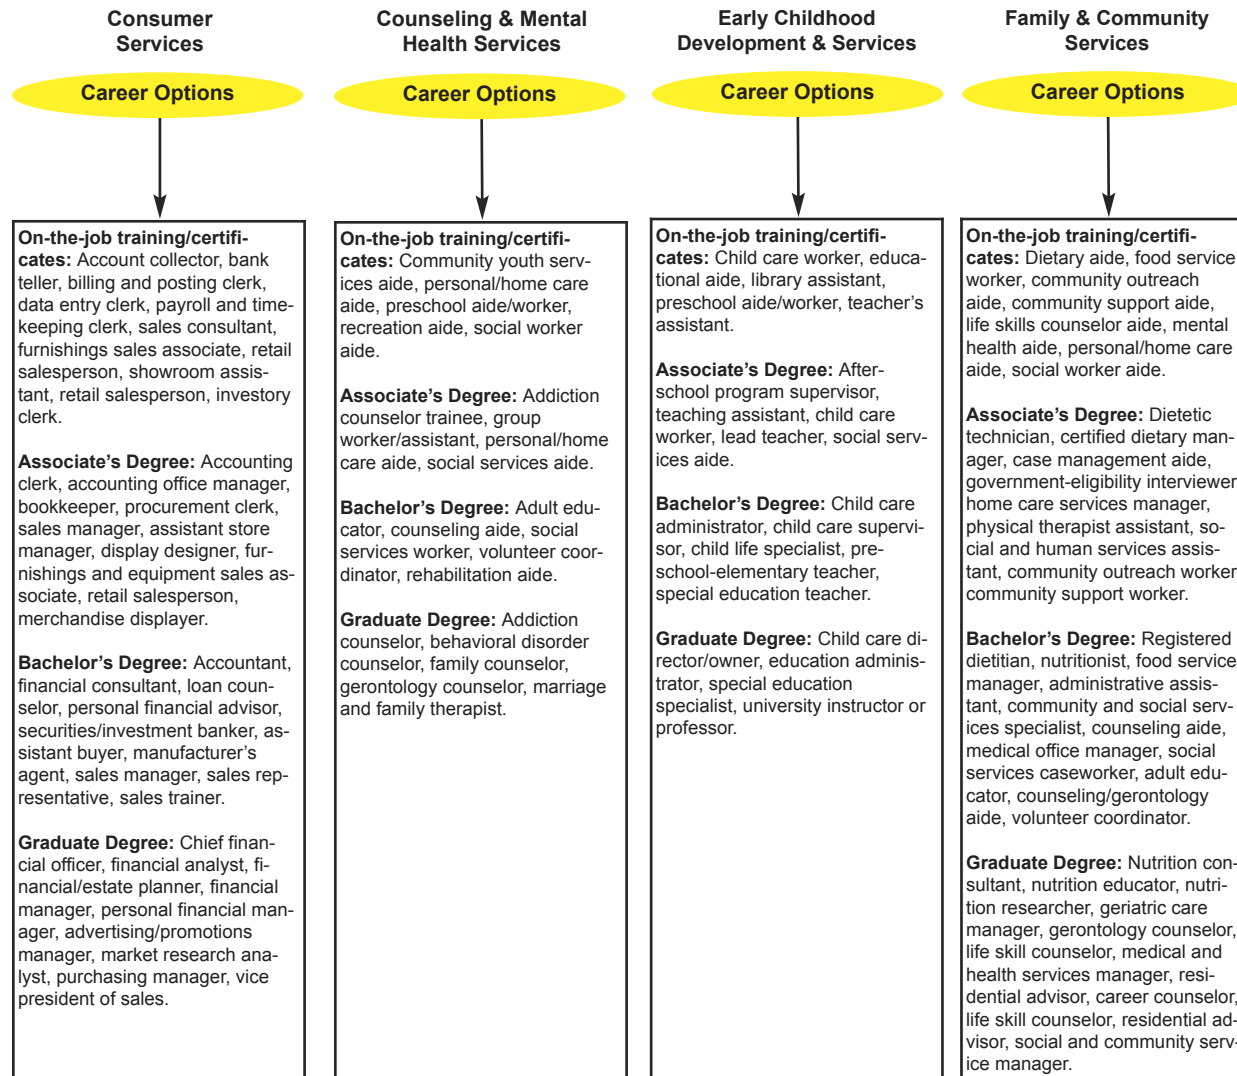 Consumer
Services
Career Options
On-the-job training/certifi-
cates: Account collector, bank
teller, billing and posting clerk,
data entry clerk, payroll and time-
keeping clerk, sales consultant,
furnishings sales associate, retail
salesperson, showroom assis-
tant, retail salesperson, investory
clerk.
Associate's Degree: Accounting
clerk, accounting office manager,
bookkeeper, procurement clerk,
sales manager, assistant store
manager, display designer, fur-
nishings and equipment sales as-
sociate, retail salesperson,
merchandise displayer.
Bachelor's Degree: Accountant,
financial consultant, loan coun-
selor, personal financial advisor,
securities/investment banker, as-
sistant buyer, manufacturer's
agent, sales manager, sales rep-
resentative, sales trainer.
Graduate Degree: Chief finan-
cial officer, financial analyst, fi-
nancial/estate planner, financial
manager, personal financial man-
ager, advertising/promotions
manager, market research ana-
lyst, purchasing manager, vice
president of sales.
Counseling & Mental
Health Services
Career Options
On-the-job training/certifi-
cates: Community youth serv-
ices aide, personal/home care
aide, preschool aide/worker,
recreation aide, social worker
aide.
Associate's Degree: Addiction
counselor trainee, group
worker/assistant, personal/home
care aide, social services aide.
Bachelor's Degree: Adult edu-
cator, counseling aide, social
services worker, volunteer coor-
dinator, rehabilitation aide.
Graduate Degree: Addiction
counselor, behavioral disorder
counselor, family counselor,
gerontology counselor, marriage
and family therapist.
Early Childhood
Development & Services
Career Options
On-the-job training/certifi-
cates: Child care worker, educa-
tional aide, library assistant,
preschool aide/worker, teacher's
assistant.
Associate's Degree: After-
school program supervisor,
teaching assistant, child care
worker, lead teacher, social serv-
ices aide.
Bachelor's Degree: Child care
administrator, child care supervi-
sor, child life specialist, pre-
school-elementary teacher,
special education teacher.
Graduate Degree: Child care di-
rector/owner, education adminis-
trator, special education
specialist, university instructor or
professor.
Family & Community
Services
Career Options
On-the-job training/certifi-
cates: Dietary aide, food service
worker, community outreach
aide, community support aide,
life skills counselor aide, mental
health aide, personal/home care
aide, social worker aide.
Associate's Degree: Dietetic
technician, certified dietary man-
ager, case management aide,
government-eligibility interviewer
home care services manager,
physical therapist assistant, so-
cial and human services assis-
tant, community outreach worker
community support worker.
Bachelor's Degree: Registered
dietitian, nutritionist, food service
manager, administrative assis-
tant, community and social serv-
ices specialist, counseling aide,
medical office manager, social
services caseworker, adult edu-
cator, counseling/gerontology
aide, volunteer coordinator.
Graduate Degree: Nutrition con-
sultant, nutrition educator, nutri-
tion researcher, geriatric care
manager, gerontology counselor,
life skill counselor, medical and
health services manager, resi-
dential advisor, career counselor,
life skill counselor, residential ad-
visor, social and community serv-
ice manager.